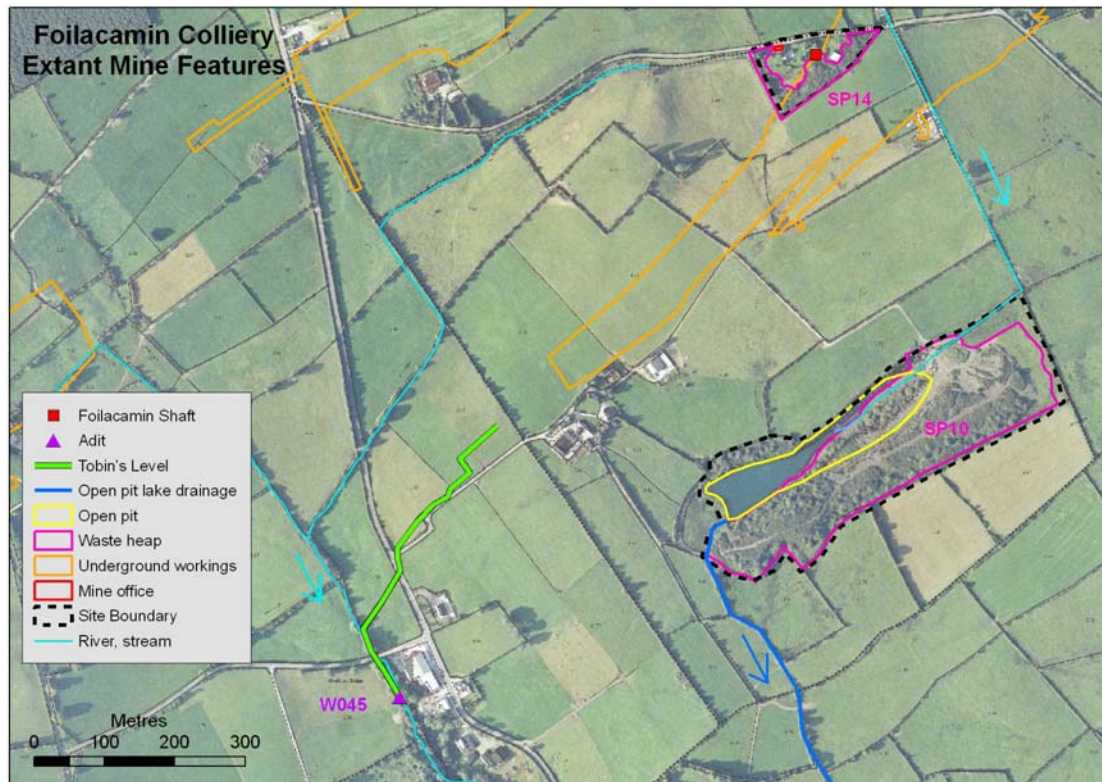 Foilacamin Colliery
Extant Mine Features
SP14
SP10
Foilacamin Shaft
Adit
Tobin's Level
Open pit lake drainage
Open pit
Waste heap
Underground workings
Mine office
Site Boundary
River, stream
W045
Metres
0 100 200 300